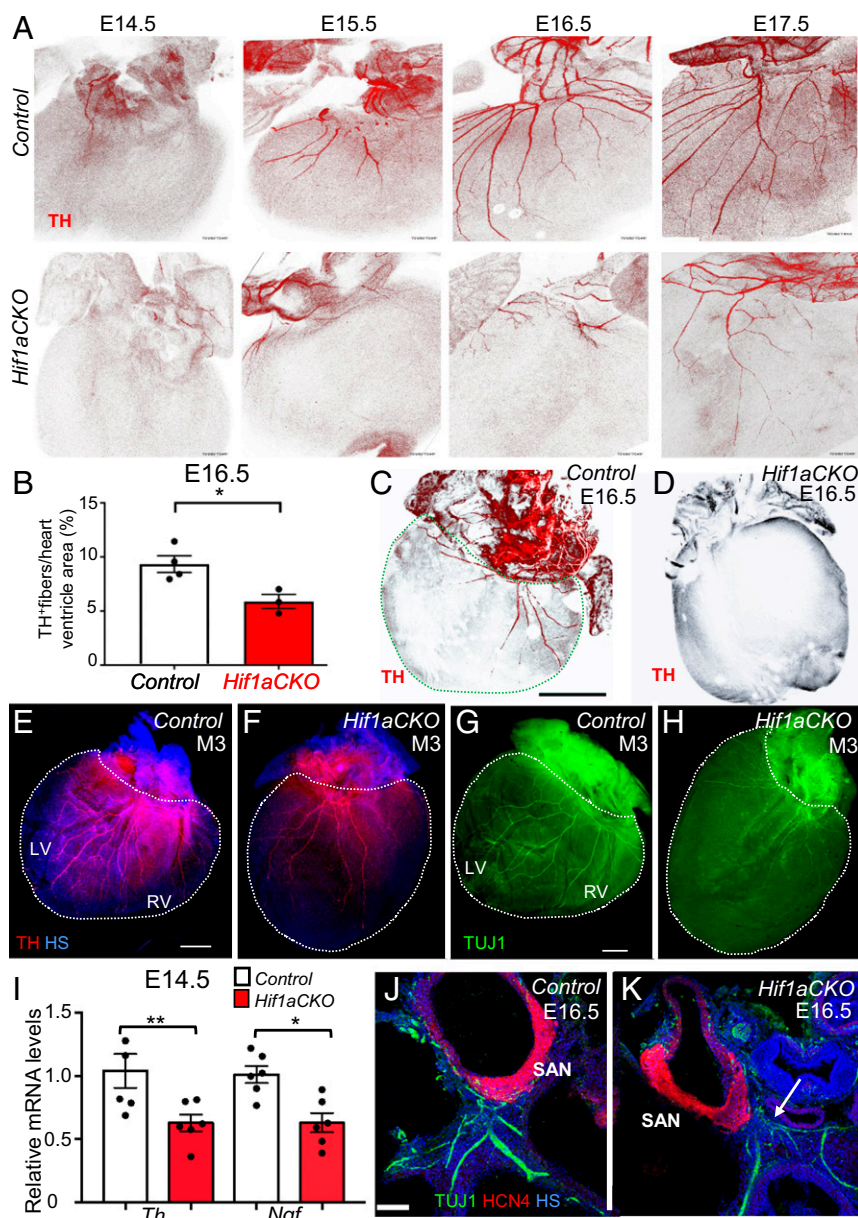 A
E14.5 E15.5 E16.5 E17.5
Control
TH
Hif1aCKO
B
E16.5
*
TH+fibers/heart
ventricle area (%)
15
10
5
0
Control Hif1aCKO
C
Control
E16.5
TH
D
Hif1aCKO
E16.5
TH
E
Control
M3
LV
RV
TH HS
F
Hif1aCKO
M3
G
Control
M3
LV
RV
TUJ1
H
Hif1aCKO
M3
I
E14.5
Control
Hif1aCKO
Relative mRNA levels
1.5
1.0
0.5
0
** *
Th Ngf
J
Control
E16.5
SAN
TUJ1 HCN4 HS
K
Hif1aCKO
E16.5
SAN